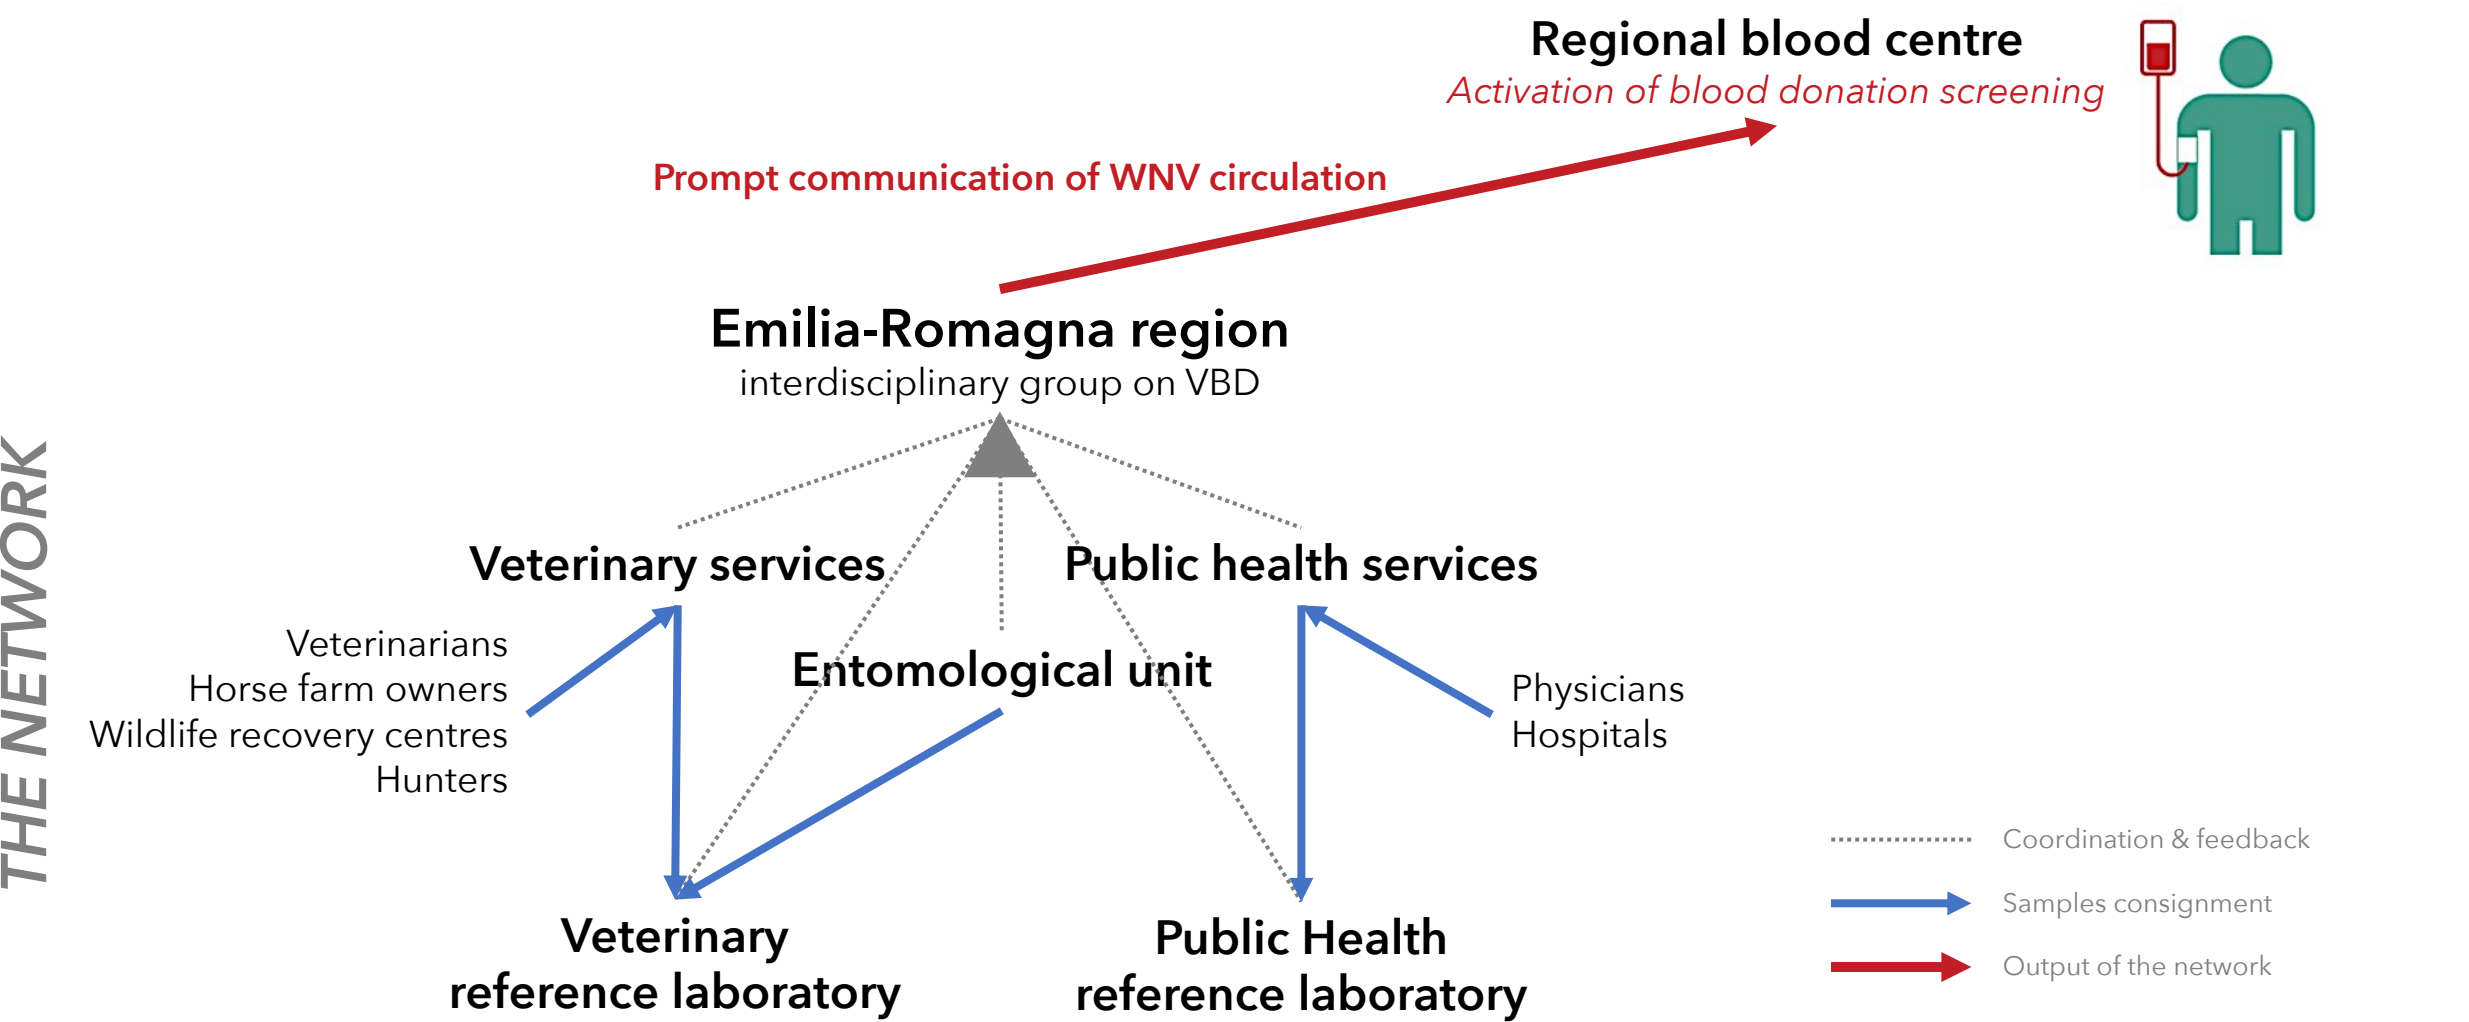 Regional blood centre
Activation of blood donation screening
Prompt communication of WNV circulation
Emilia-Romagna region
interdisciplinary group on VBD
THE NETWORK
Veterinary services
Public health services
Veterinarians
Horse farm owners
Wildlife recovery centres
Hunters
Entomological unit
Physicians
Hospitals
Veterinary
reference laboratory
Public Health
reference laboratory
Coordination & feedback
Samples consignment
Output of the network